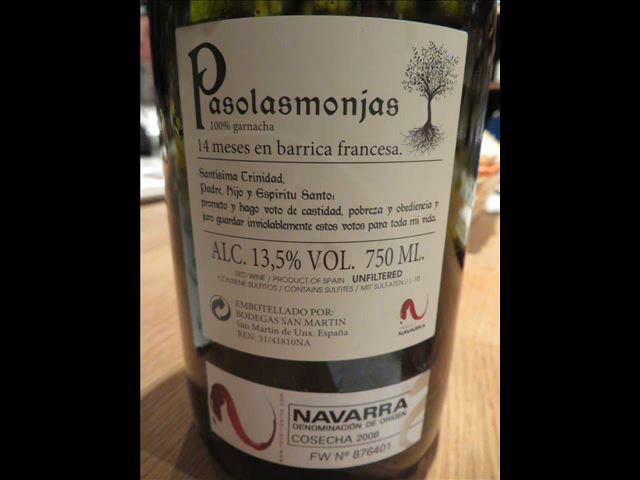 Pasolasmonjas
100% garnacha
14 meses en barrica francesa.
Santísima Trinidad,
Padre, Hijo y Espíritu Santo:
prometo y hago voto de castidad, pobreza y obediencia y
juro guardar inviolablemente estos votos para toda mi vida.
ALC. 13,5% VOL. 750 ML.
RED WINE / PRODUCT OF SPAIN UNFILTERED
CONTIENE SULFITOS / CONTAINS SULFITES / MIT SULFATEN / L-10
EMBOTELLADO POR:
BODEGAS SAN MARTIN
San Martín de Unx. España
REN: 31/41810NA
NAVARRA
NAVARRA
DENOMINACIÓN DE ORIGEN
COSECHA 2008
FW Nº 876401